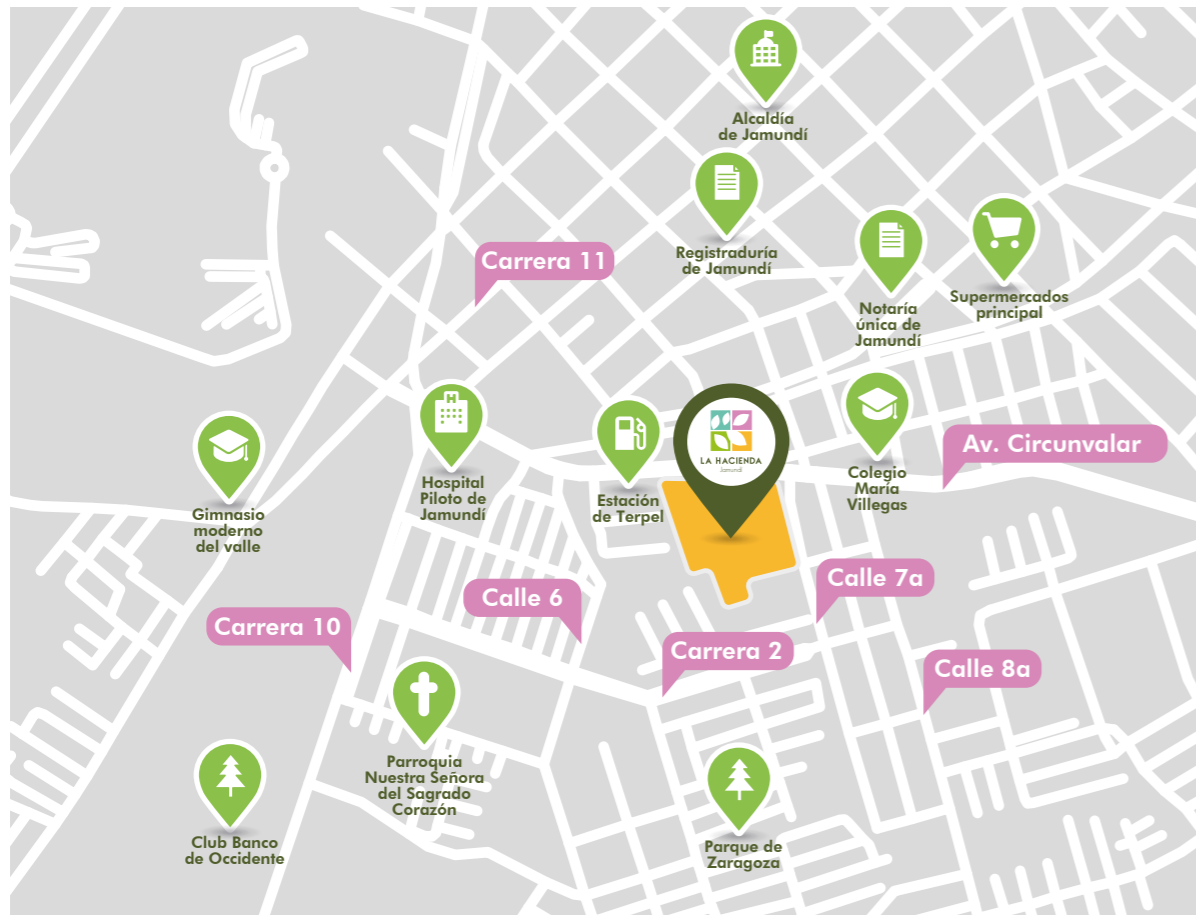 Alcaldía
de Jamundí
Registraduría
de Jamundí
Carrera 11
Notaría
única de
Jamundí
Supermercados
principal
H
LA HACIENDA
Jamundí
Av. Circunvalar
Gimnasio
moderno
del valle
Hospital
Piloto de
Jamundí
Estación
de Terpel
Colegio
María
Villegas
Calle 6
Calle 7a
Carrera 10
Carrera 2
Calle 8a
Parroquia
Nuestra Señora
del Sagrado
Corazón
Club Banco
de Occidente
Parque de
Zaragoza